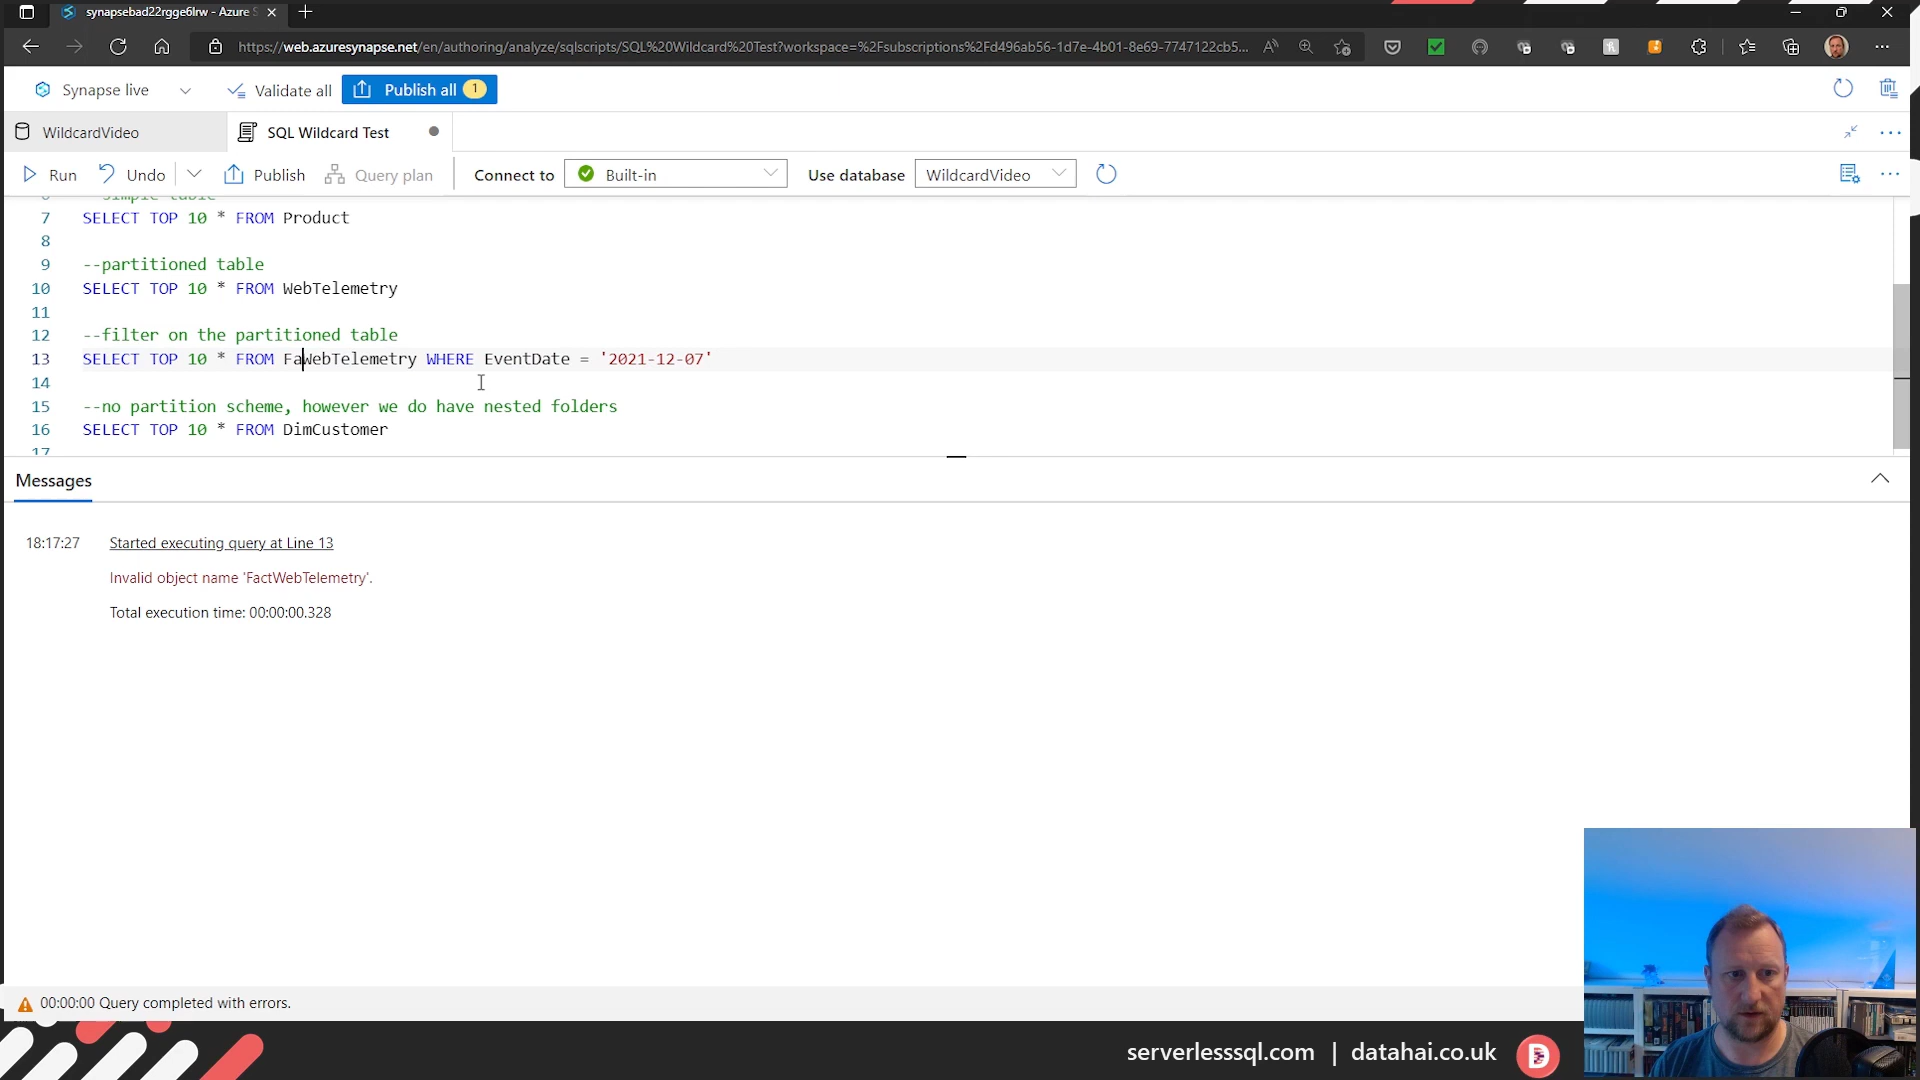 synapsebad22rgge6lrw - Azure S
https://web.azuresynapse.net/en/authoring/analyze/sqlscripts/SQL%20Wildcard%20Test?workspace=%2Fsubscriptions%2Fd496ab56-1d7e-4b01-8e69-7747122cb5...
Synapse live
Validate all
Publish all 1
WildcardVideo
SQL Wildcard Test
Run
Undo
Publish
Query plan
Connect to
Built-in
Use database
WildcardVideo
6 --simple table
7 SELECT TOP 10 * FROM Product
8
9 --partitioned table
10 SELECT TOP 10 * FROM WebTelemetry
11
12 --filter on the partitioned table
13 SELECT TOP 10 * FROM FaWebTelemetry WHERE EventDate = '2021-12-07'
14
15 --no partition scheme, however we do have nested folders
16 SELECT TOP 10 * FROM DimCustomer
17
Messages
18:17:27 Started executing query at Line 13
Invalid object name 'FactWebTelemetry'.
Total execution time: 00:00:00.328
00:00:00 Query completed with errors.
serverlesssql.com | datahai.co.uk